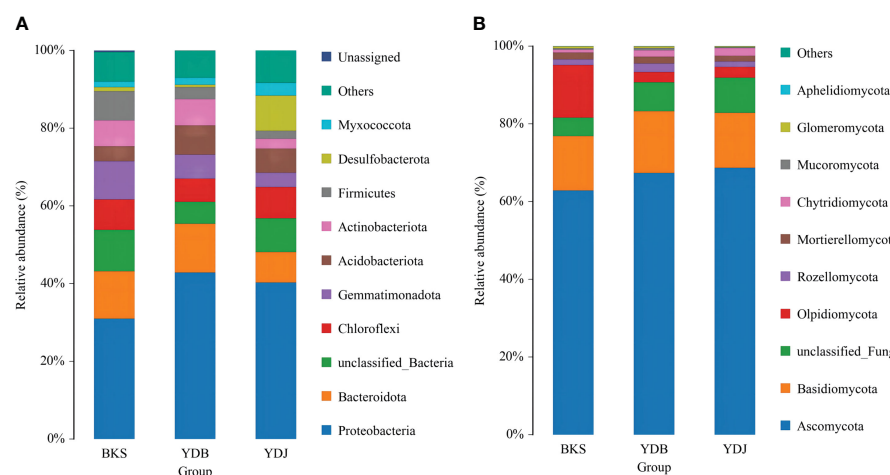 A
100%
80%
60%
40%
20%
0%
Relative abundance (%)
BKS
YDB
YDJ
Group
Unassigned
Others
Myxococcota
Desulfobacterota
Firmicutes
Actinobacteriota
Acidobacteriota
Gemmatimonadota
Chloroflexi
unclassified_Bacteria
Bacteroidota
Proteobacteria
B
100%
80%
60%
40%
20%
0%
Relative abundance (%)
BKS
YDB
YDJ
Group
Others
Aphelidiomycota
Glomeromycota
Mucoromycota
Chytridiomycota
Mortierellomycota
Rozellomycota
Olpidiomycota
unclassified_Fun
Basidiomycota
Ascomycota